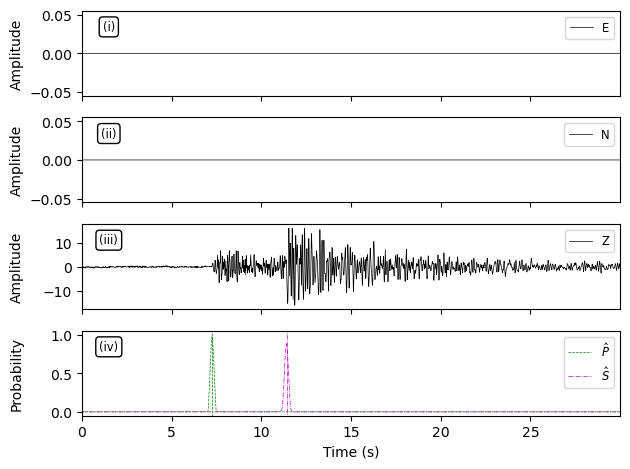 (i)
E
Amplitude
0.05
0.00
−0.05
(ii)
N
Amplitude
0.05
0.00
−0.05
(iii)
Z
Amplitude
10
0
−10
(iv)
P̂
Ŝ
Probability
1.0
0.5
0.0
0 5 10 15 20 25
Time (s)